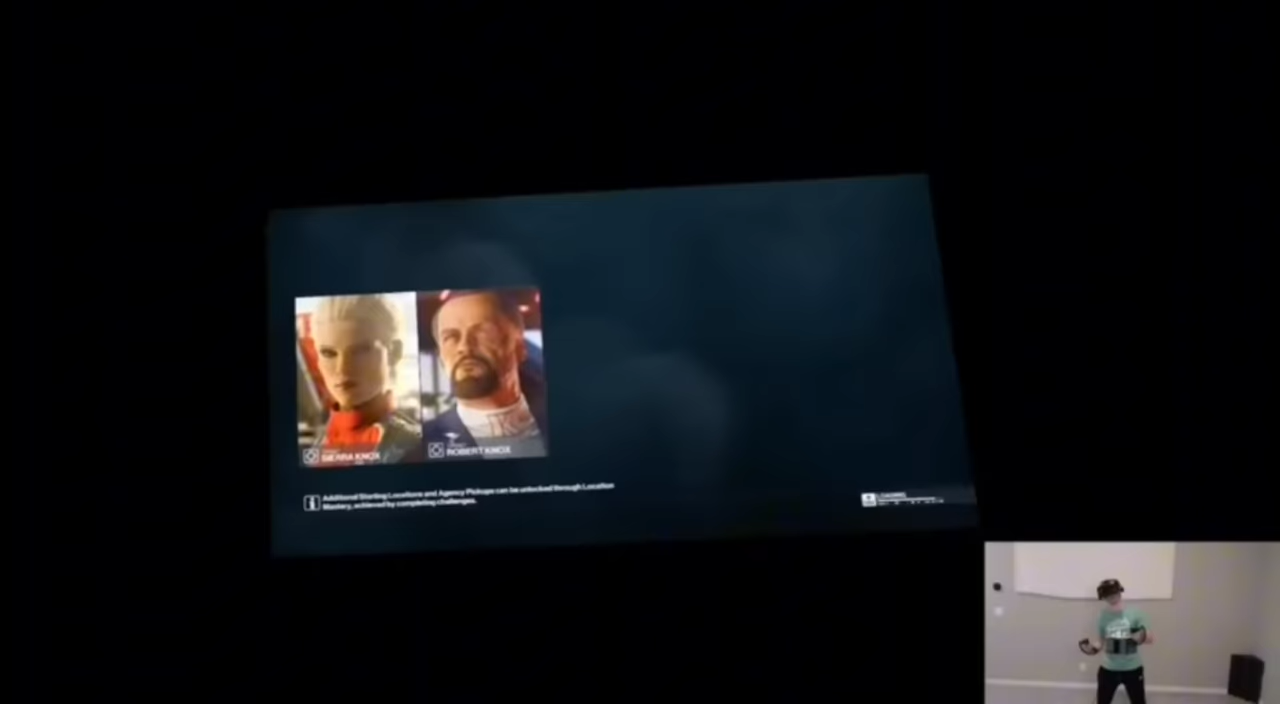 SIERRA KNOX
ROBERT KNOX
Additional Starting Locations and Agency Pickups can be unlocked through Location
Mastery, achieved by completing challenges.
LOADING